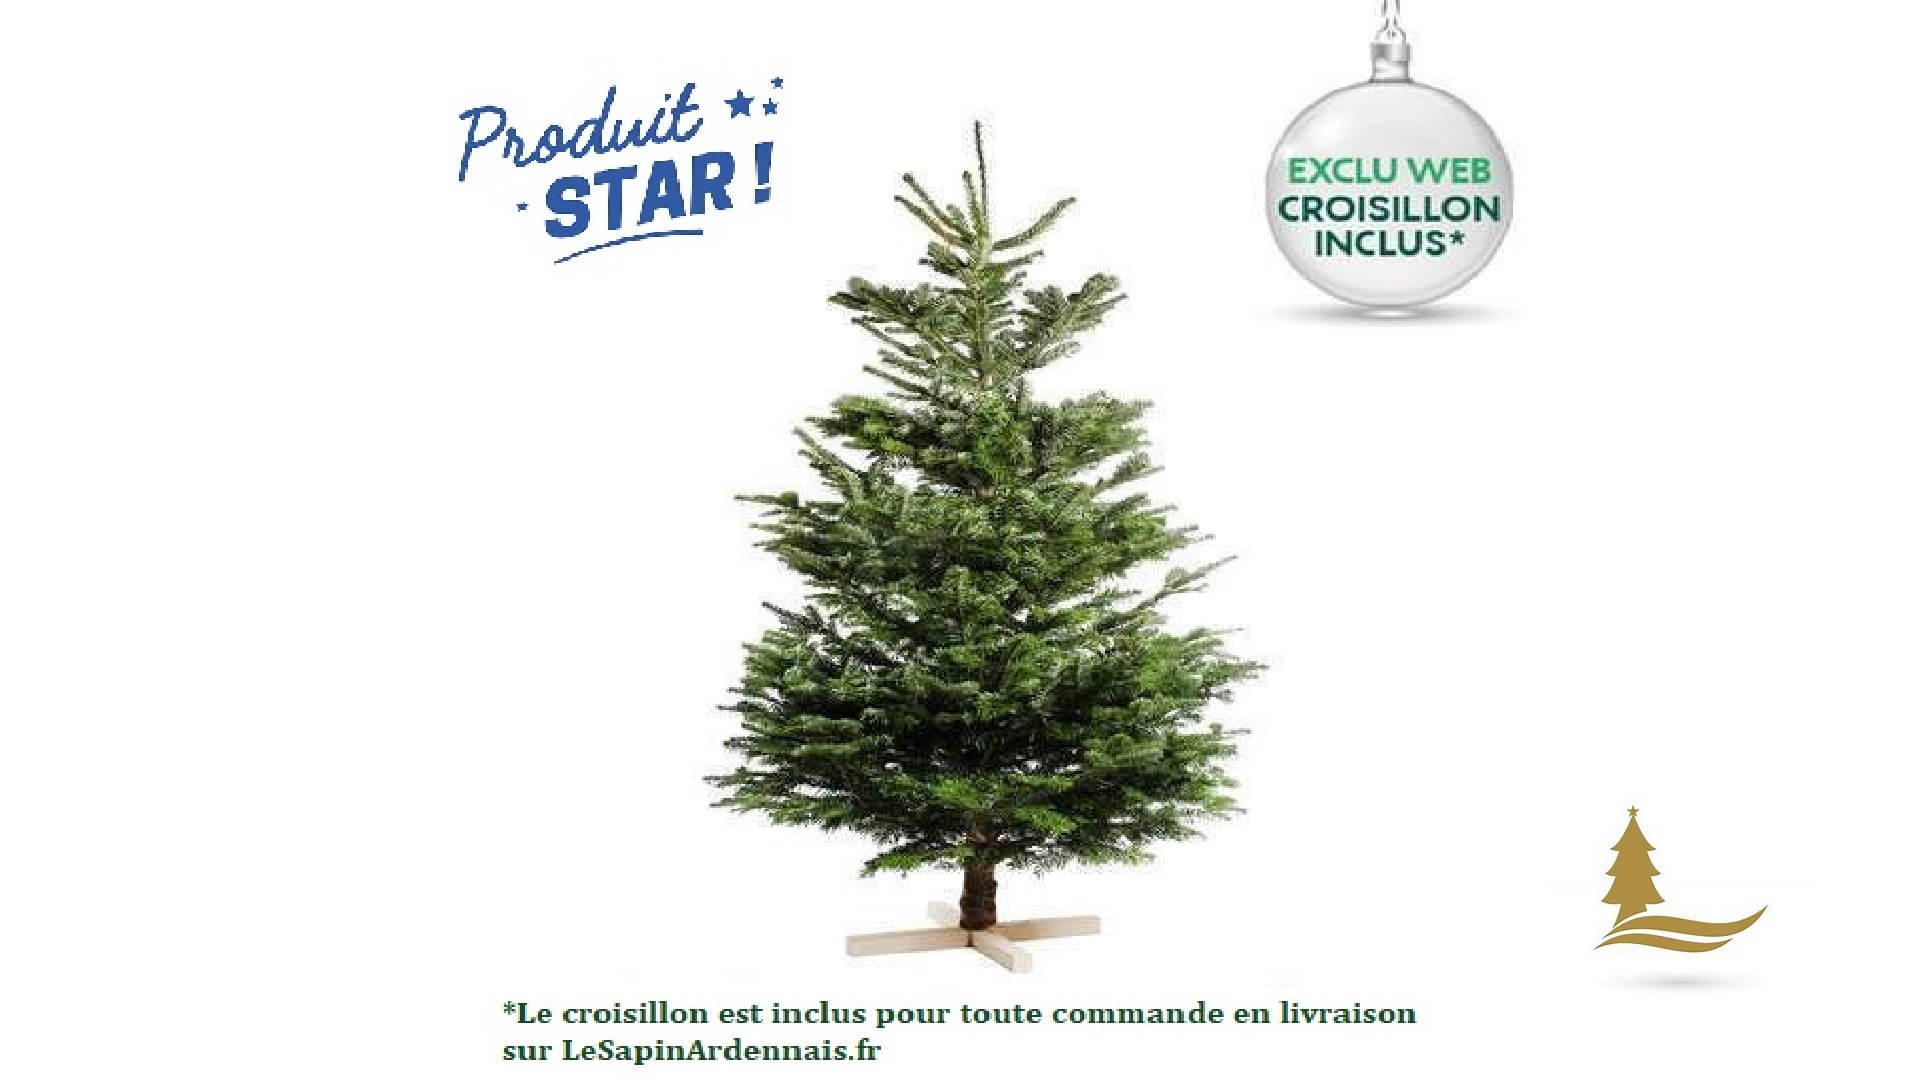 Produit
STAR !
EXCLU WEB
CROISILLON
INCLUS*
*Le croisillon est inclus pour toute commande en livraison
sur LeSapinArdennais.fr